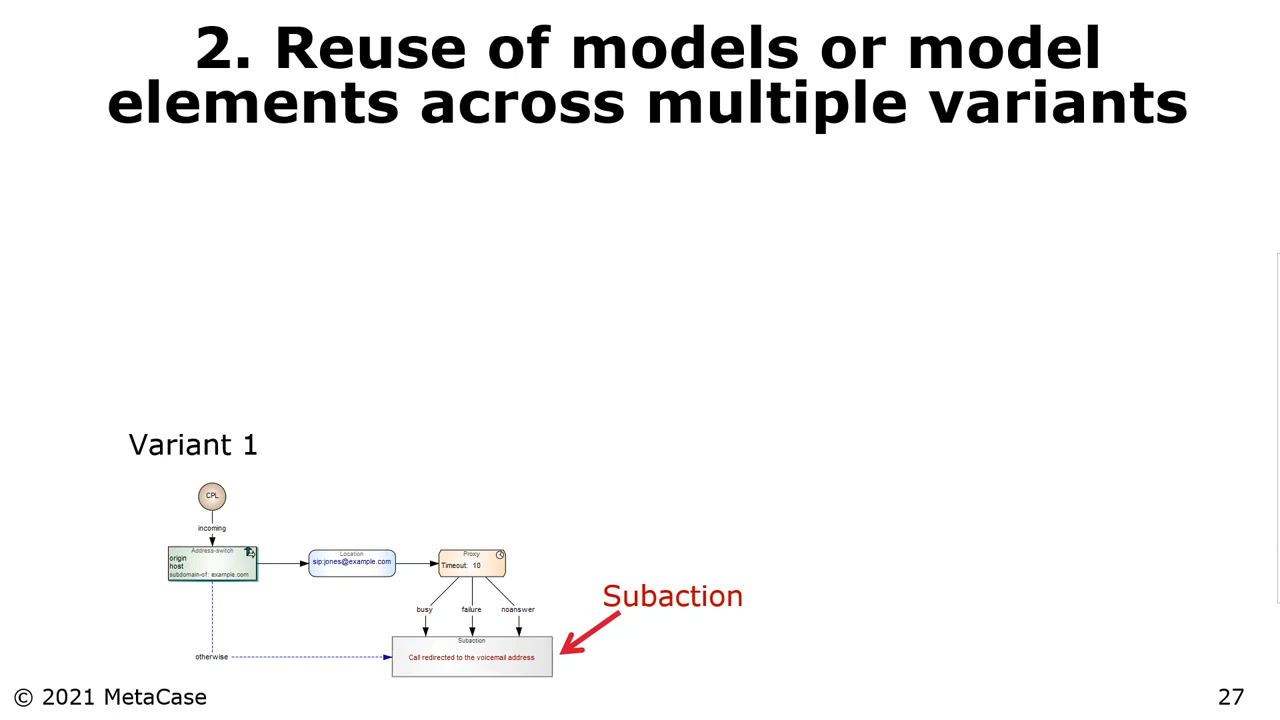 2. Reuse of models or model
elements across multiple variants
Variant 1
CPL
incoming
Address-switch
origin
host
subdomain-of: example.com
Location
sip:jones@example.com
Proxy
Timeout: 10
busy
failure
noanswer
Subaction
Subaction
otherwise
Call redirected to the voicemail address
© 2021 MetaCase
27